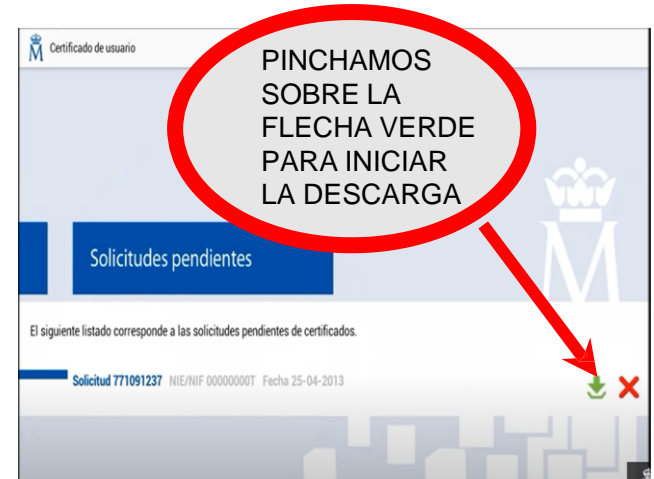 Certificado de usuario
PINCHAMOS
SOBRE LA
FLECHA VERDE
PARA INICIAR
LA DESCARGA
Solicitudes pendientes
El siguiente listado corresponde a las solicitudes pendientes de certificados.
Solicitud 771091237 NIE/NIF 00000000T Fecha 25-04-2013